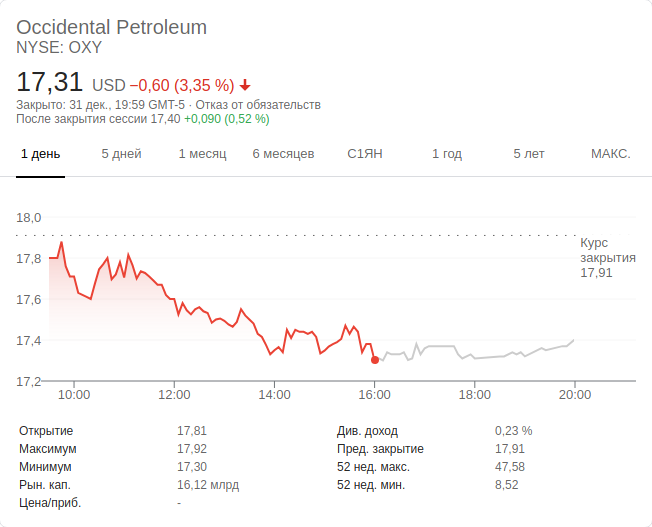 Occidental Petroleum
NYSE: OXY
17,31 USD −0,60 (3,35 %)
Закрыто: 31 дек., 19:59 GMT-5 · Отказ от обязательств
После закрытия сессии 17,40 +0,090 (0,52 %)
1 день 5 дней 1 месяц 6 месяцев С1ЯН 1 год 5 лет МАКС.
18,0
Курс
закрытия
17,91
17,8
17,6
17,4
17,2
10:00 12:00 14:00 16:00 18:00 20:00
Открытие 17,81 Див. доход 0,23 %
Максимум 17,92 Пред. закрытие 17,91
Минимум 17,30 52 нед. макс. 47,58
Рын. кап. 16,12 млрд 52 нед. мин. 8,52
Цена/приб. -